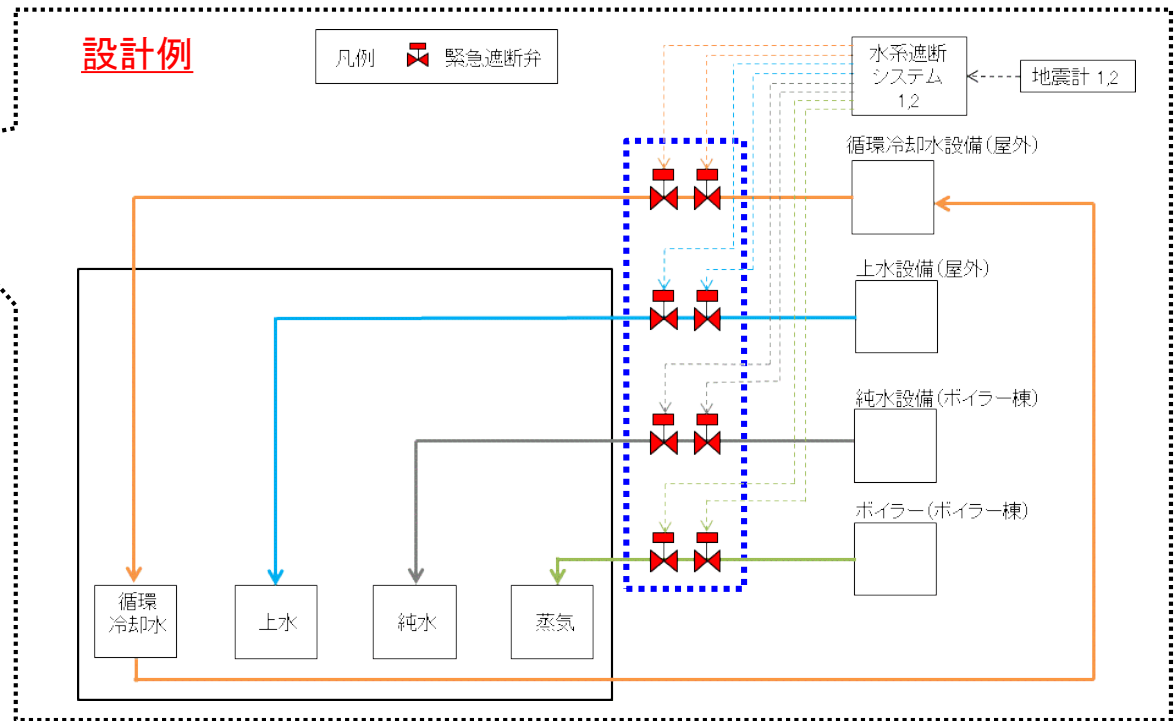 設計例
凡例 緊急遮断弁
水系遮断
システム
1,2
地震計 1,2
循環冷却水設備(屋外)
上水設備(屋外)
純水設備(ボイラー棟)
ボイラー(ボイラー棟)
循環
冷却水
上水
純水
蒸気